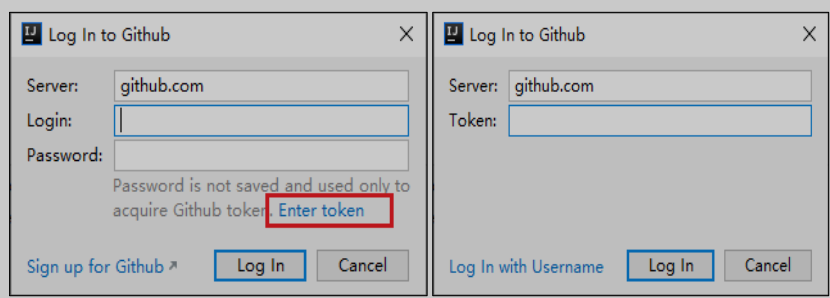 IJ Log In to Github
Server: github.com
Login:
Password:
Password is not saved and used only to
acquire Github token. Enter token
Sign up for Github Log In Cancel
IJ Log In to Github
Server: github.com
Token:
Log In with Username Log In Cancel